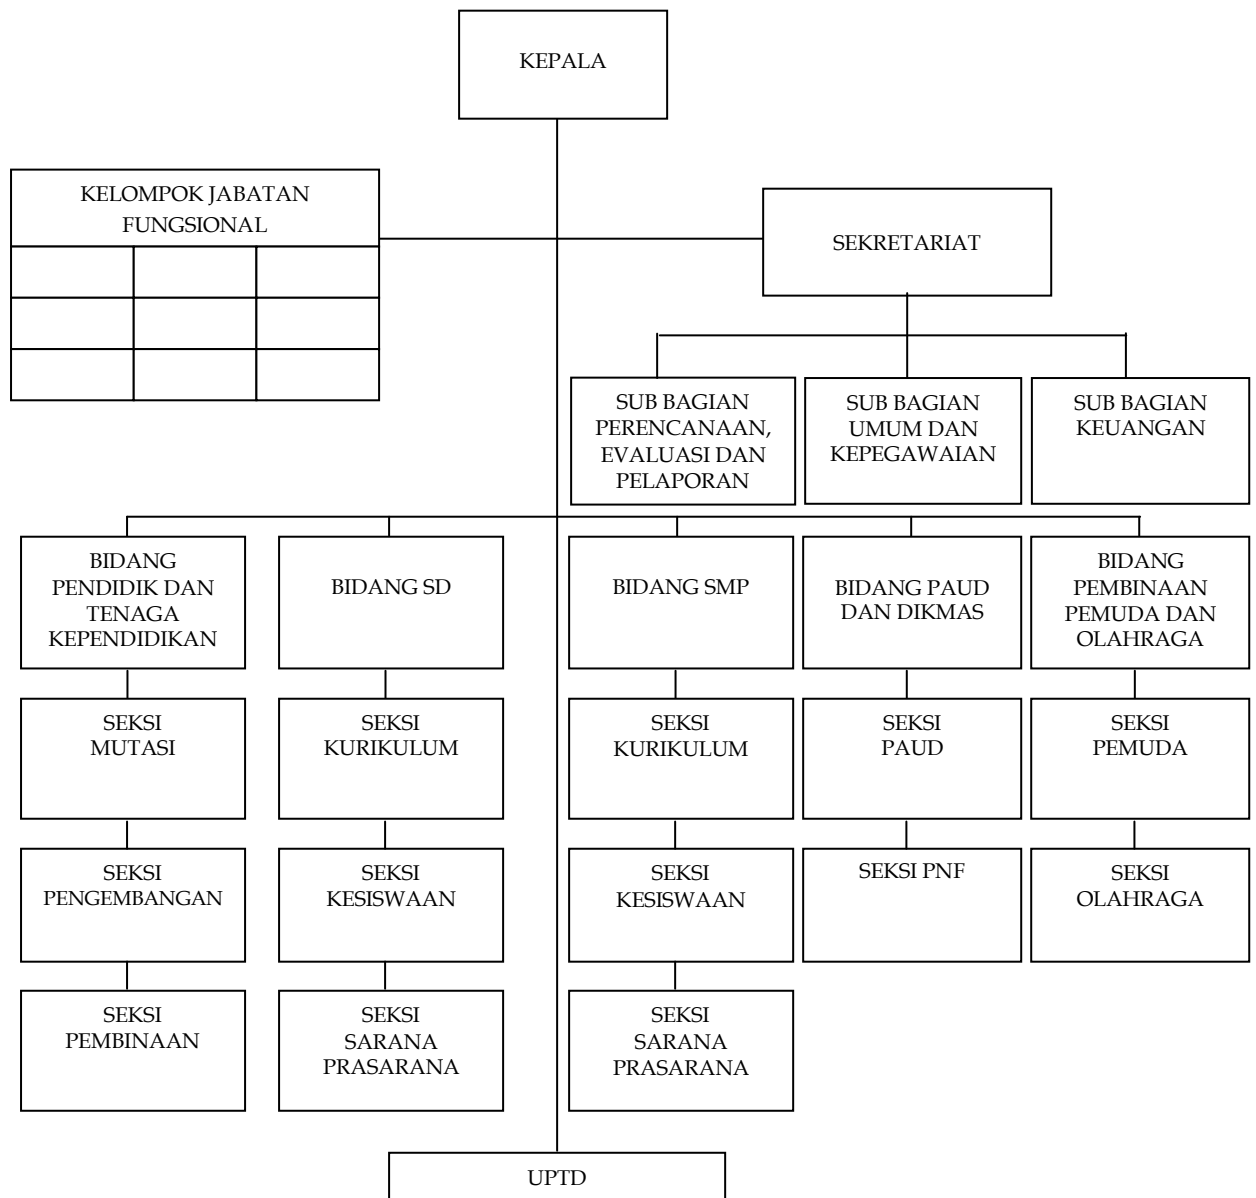 KEPALA
KELOMPOK JABATAN
FUNGSIONAL
SEKRETARIAT
SUB BAGIAN
PERENCANAAN,
EVALUASI DAN
PELAPORAN
SUB BAGIAN
UMUM DAN
KEPEGAWAIAN
SUB BAGIAN
KEUANGAN
BIDANG
PENDIDIK DAN
TENAGA
KEPENDIDIKAN
BIDANG SD
BIDANG SMP
BIDANG PAUD
DAN DIKMAS
BIDANG
PEMBINAAN
PEMUDA DAN
OLAHRAGA
SEKSI
MUTASI
SEKSI
KURIKULUM
SEKSI
KURIKULUM
SEKSI
PAUD
SEKSI
PEMUDA
SEKSI
PENGEMBANGAN
SEKSI
KESISWAAN
SEKSI
KESISWAAN
SEKSI PNF
SEKSI
OLAHRAGA
SEKSI
PEMBINAAN
SEKSI
SARANA
PRASARANA
SEKSI
SARANA
PRASARANA
UPTD